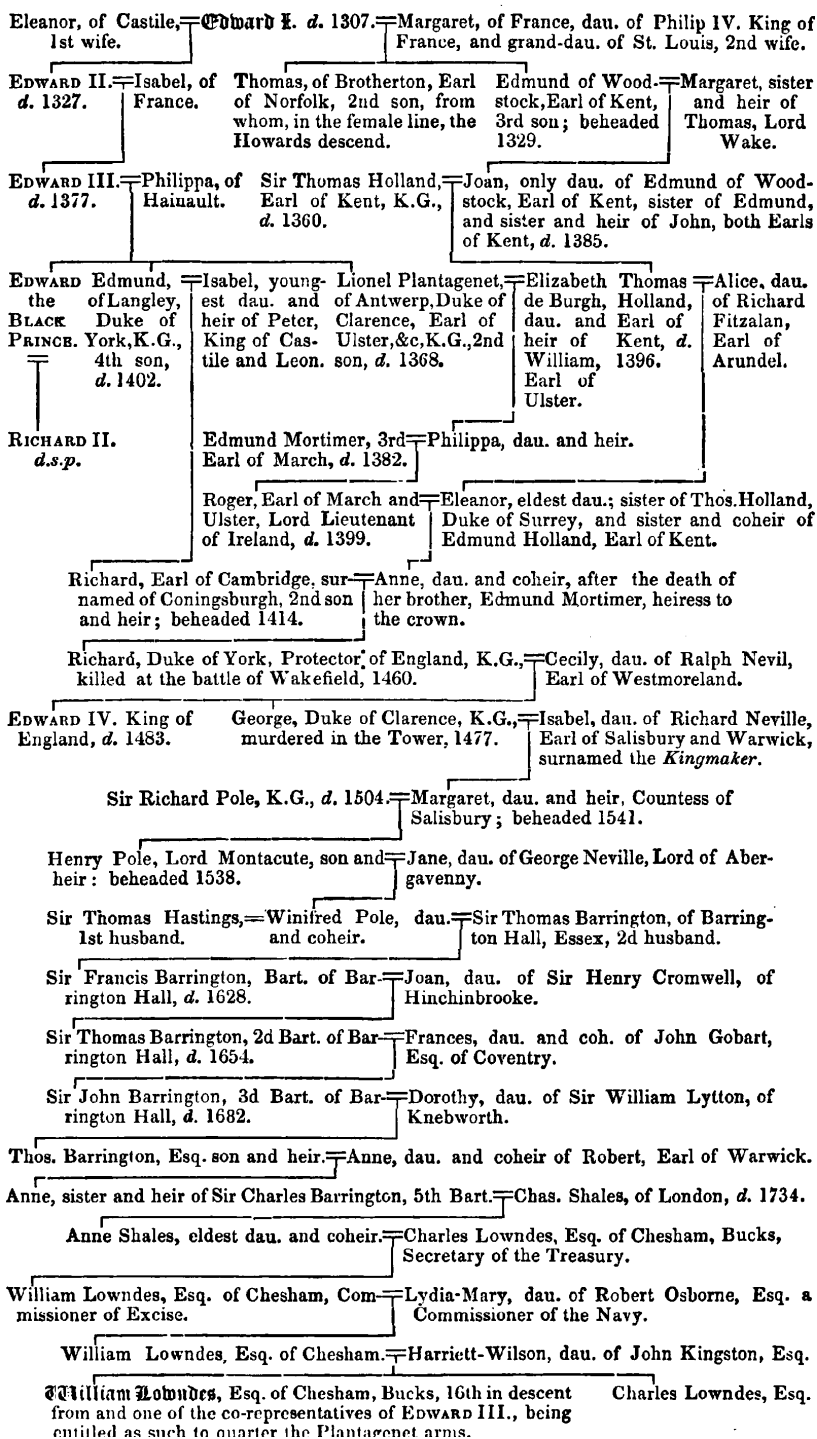 Eleanor, of Castile,=Edward I. d. 1307.=Margaret, of France, dau. of Philip IV. King of
1st wife. France, and grand-dau. of St. Louis, 2nd wife.
EDWARD II.=Isabel, of
d. 1327. France.
Thomas, of Brotherton, Earl
of Norfolk, 2nd son, from
whom, in the female line, the
Howards descend.
Edmund of Wood-=Margaret, sister
stock, Earl of Kent, and heir of
3rd son; beheaded Thomas, Lord
1329. Wake.
EDWARD III.=Philippa, of
d. 1377. Hainault.
Sir Thomas Holland,=Joan, only dau. of Edmund of Wood-
Earl of Kent, K.G., stock, Earl of Kent, sister of Edmund,
d. 1360. and sister and heir of John, both Earls
of Kent, d. 1385.
EDWARD
the
BLACK
PRINCE.
Edmund,
of Langley,
Duke of
York, K.G.,
4th son,
d. 1402.
=Isabel, young-
est dau. and
heir of Peter,
King of Cas-
tile and Leon.
Lionel Plantagenet,
of Antwerp, Duke of
Clarence, Earl of
Ulster, &c, K.G., 2nd
son, d. 1368.
=Elizabeth
de Burgh,
dau. and
heir of
William,
Earl of
Ulster.
Thomas
Holland,
Earl of
Kent, d.
1396.
=Alice, dau.
of Richard
Fitzalan,
Earl of
Arundel.
RICHARD II.
d.s.p.
Edmund Mortimer, 3rd=Philippa, dau. and heir.
Earl of March, d. 1382.
Roger, Earl of March and=Eleanor, eldest dau.; sister of Thos. Holland,
Ulster, Lord Lieutenant Duke of Surrey, and sister and coheir of
of Ireland, d. 1399. Edmund Holland, Earl of Kent.
Richard, Earl of Cambridge, sur-=Anne, dau. and coheir, after the death of
named of Coningsburgh, 2nd son her brother, Edmund Mortimer, heiress to
and heir; beheaded 1414. the crown.
Richard, Duke of York, Protector of England, K.G.,=Cecily, dau. of Ralph Nevil,
killed at the battle of Wakefield, 1460. Earl of Westmoreland.
EDWARD IV. King of
England, d. 1483.
George, Duke of Clarence, K.G.,=Isabel, dau. of Richard Neville,
murdered in the Tower, 1477. Earl of Salisbury and Warwick,
surnamed the Kingmaker.
Sir Richard Pole, K.G., d. 1504.=Margaret, dau. and heir, Countess of
Salisbury; beheaded 1541.
Henry Pole, Lord Montacute, son and=Jane, dau. of George Neville, Lord of Aber-
heir: beheaded 1538. gavenny.
Sir Thomas Hastings,=Winifred Pole, dau.=Sir Thomas Barrington, of Barring-
1st husband. and coheir. ton Hall, Essex, 2d husband.
Sir Francis Barrington, Bart. of Bar-=Joan, dau. of Sir Henry Cromwell, of
rington Hall, d. 1628. Hinchinbrooke.
Sir Thomas Barrington, 2d Bart. of Bar-=Frances, dau. and coh. of John Gobart,
rington Hall, d. 1654. Esq. of Coventry.
Sir John Barrington, 3d Bart. of Bar-=Dorothy, dau. of Sir William Lytton, of
rington Hall, d. 1682. Knebworth.
Thos. Barrington, Esq. son and heir.=Anne, dau. and coheir of Robert, Earl of Warwick.
Anne, sister and heir of Sir Charles Barrington, 5th Bart.=Chas. Shales, of London, d. 1734.
Anne Shales, eldest dau. and coheir.=Charles Lowndes, Esq. of Chesham, Bucks,
Secretary of the Treasury.
William Lowndes, Esq. of Chesham, Com-=Lydia-Mary, dau. of Robert Osborne, Esq. a
missioner of Excise. Commissioner of the Navy.
William Lowndes, Esq. of Chesham.=Harriett-Wilson, dau. of John Kingston, Esq.
William Lowndes, Esq. of Chesham, Bucks, 16th in descent Charles Lowndes, Esq.
from and one of the co-representatives of EDWARD III., being
entitled as such to quarter the Plantagenet arms.